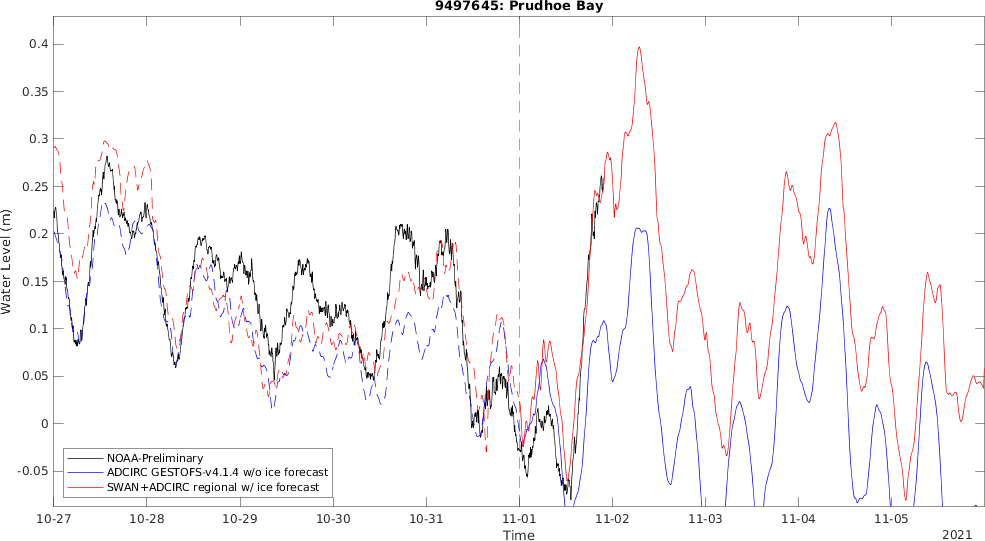 9497645: Prudhoe Bay
Water Level (m)
0.4
0.35
0.3
0.25
0.2
0.15
0.1
0.05
0
-0.05
NOAA-Preliminary
ADCIRC GESTOFS-v4.1.4 w/o ice forecast
SWAN+ADCIRC regional w/ ice forecast
10-27 10-28 10-29 10-30 10-31 11-01 11-02 11-03 11-04 11-05
Time
2021